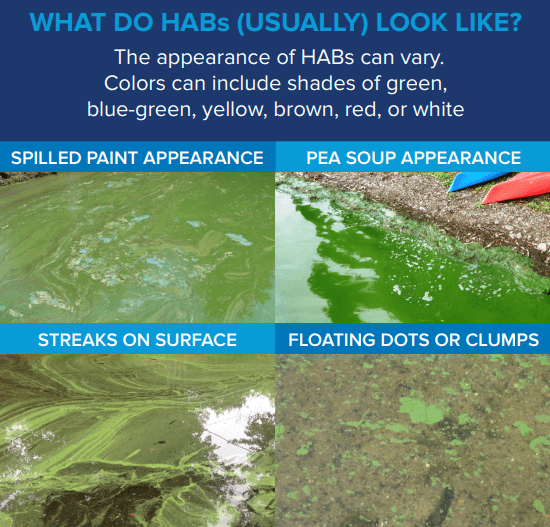 WHAT DO HABs (USUALLY) LOOK LIKE?
The appearance of HABs can vary.
Colors can include shades of green,
blue-green, yellow, brown, red, or white
SPILLED PAINT APPEARANCE
PEA SOUP APPEARANCE
STREAKS ON SURFACE
FLOATING DOTS OR CLUMPS